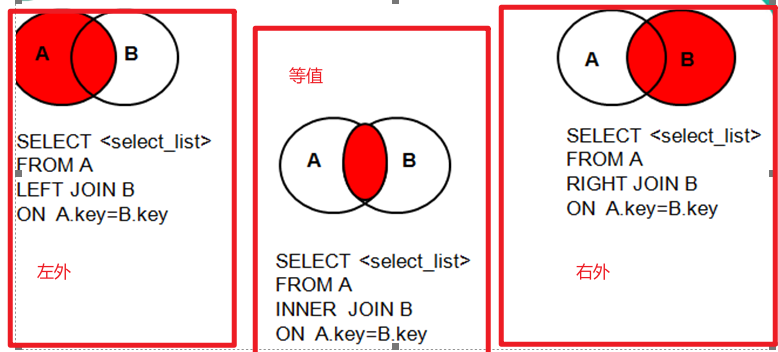 A B
SELECT <select_list>
FROM A
LEFT JOIN B
ON A.key=B.key
左外
等值
A B
SELECT <select_list>
FROM A
INNER JOIN B
ON A.key=B.key
A B
SELECT <select_list>
FROM A
RIGHT JOIN B
ON A.key=B.key
右外